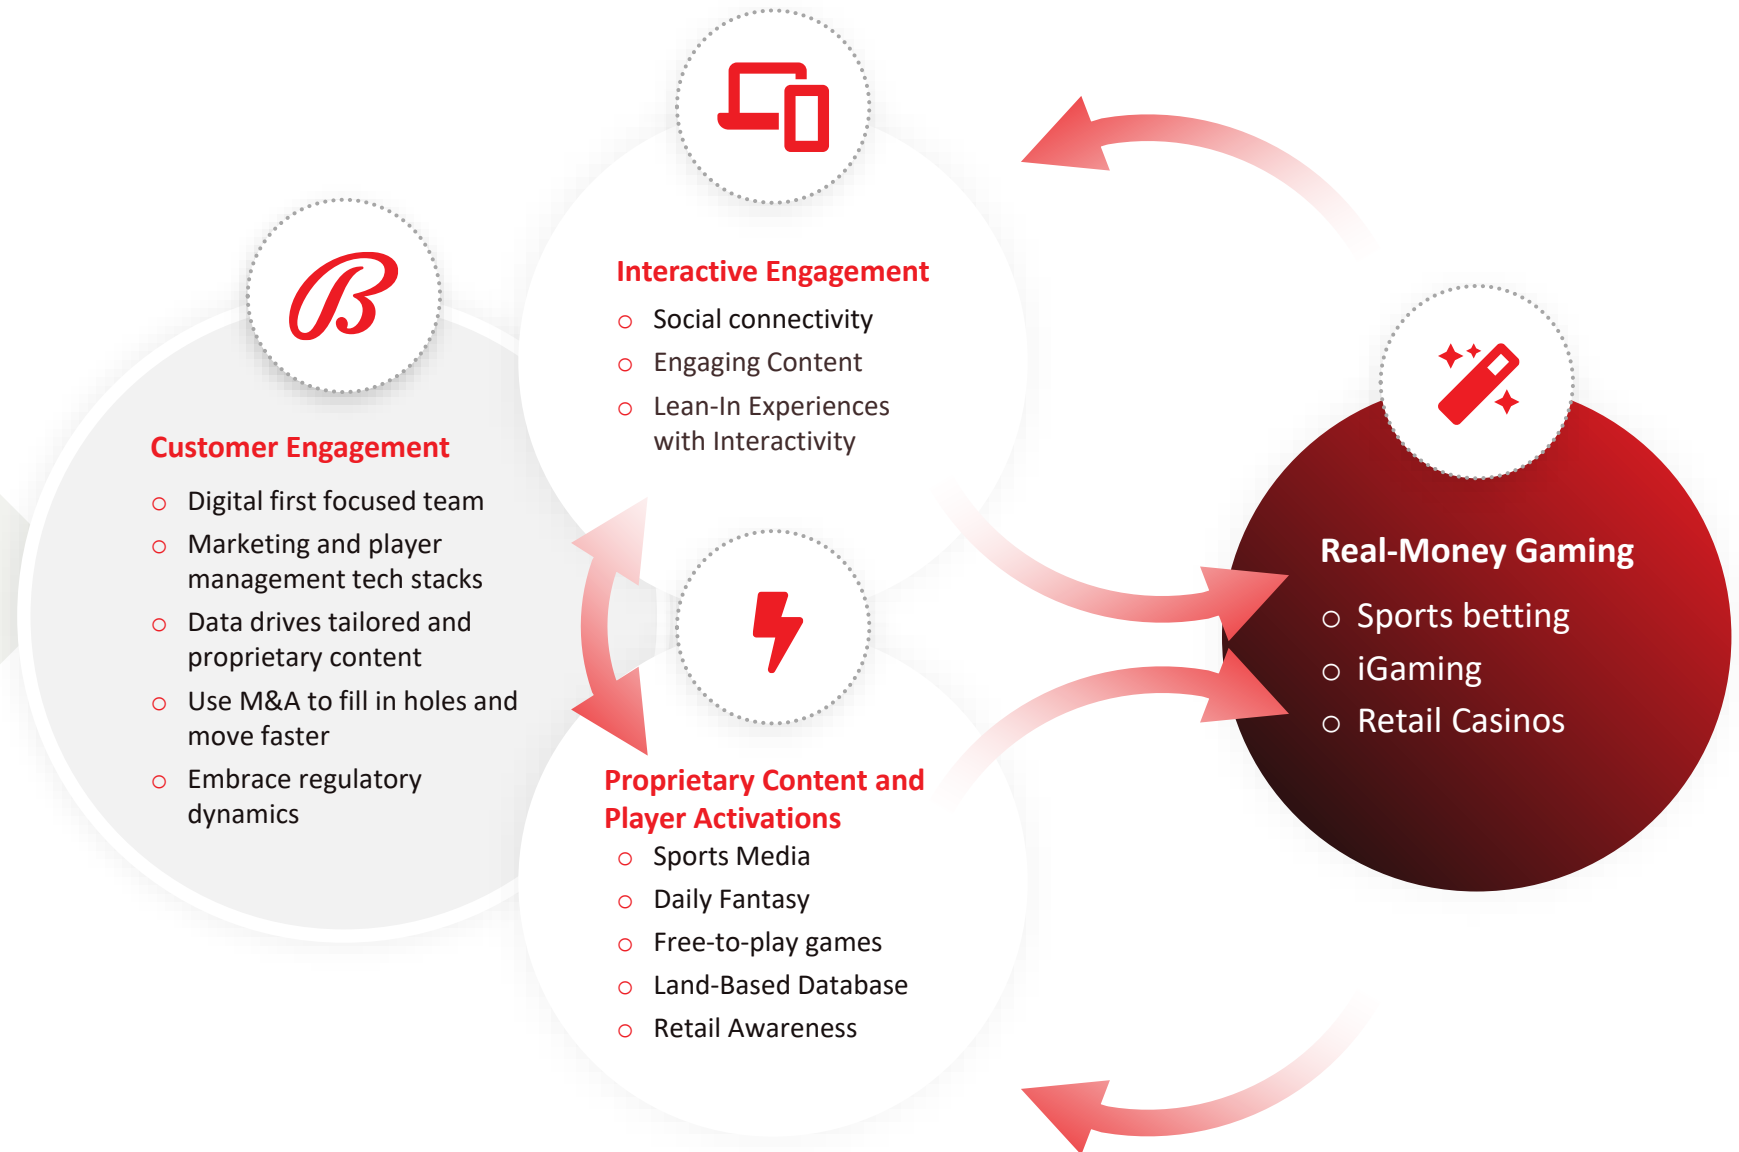 B
Customer Engagement
Digital first focused team
Marketing and player
management tech stacks
Data drives tailored and
proprietary content
Use M&A to fill in holes and
move faster
Embrace regulatory
dynamics
Interactive Engagement
Social connectivity
Engaging Content
Lean-In Experiences
with Interactivity
Proprietary Content and
Player Activations
Sports Media
Daily Fantasy
Free-to-play games
Land-Based Database
Retail Awareness
Real-Money Gaming
Sports betting
iGaming
Retail Casinos